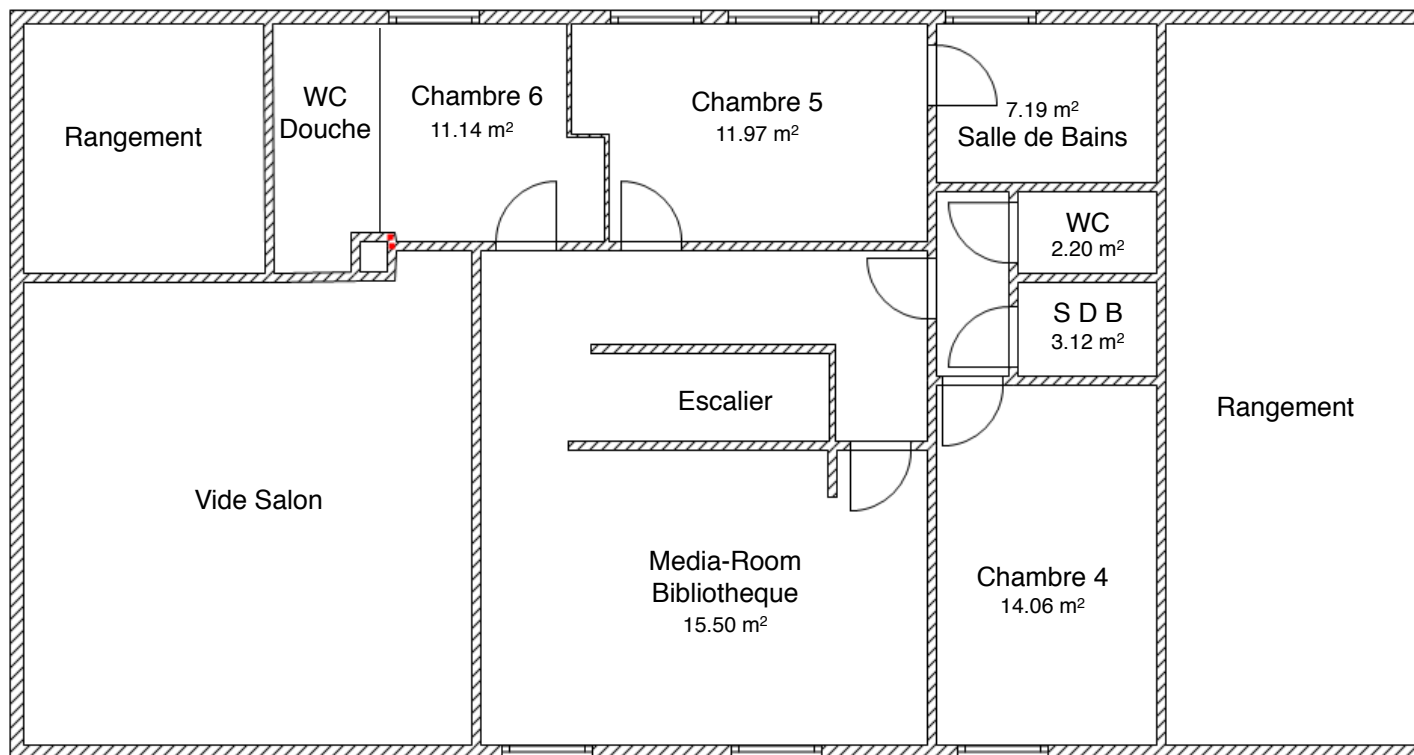 Rangement
WC
Douche
Chambre 6
11.14 m²
Chambre 5
11.97 m²
7.19 m²
Salle de Bains
WC
2.20 m²
S D B
3.12 m²
Escalier
Rangement
Vide Salon
Media-Room
Bibliotheque
15.50 m²
Chambre 4
14.06 m²